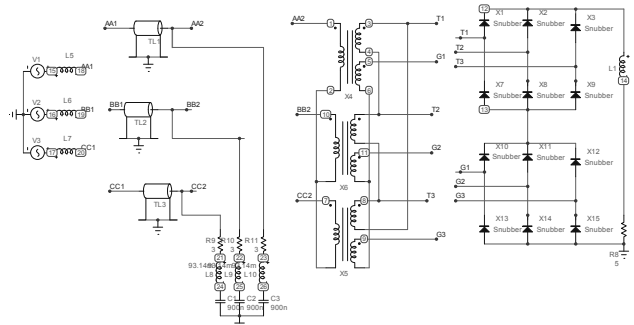 AA1
AA2
TL1
V1
L5
15
18
AA1
V2
L6
16
19
BB1
V3
L7
17
20
CC1
BB1
BB2
TL2
CC1
CC2
TL3
R9
3
R10
3
R11
3
21
22
23
93.14m
L8
L9
L10
24
25
26
C1
900n
C2
900n
C3
900n
AA2
1
2
3
4
5
6
X4
T1
G1
BB2
10
11
X6
T2
G2
CC2
7
8
9
X5
T3
G3
12
X1
Snubber
X2
Snubber
X3
Snubber
T1
T2
T3
X7
Snubber
X8
Snubber
X9
Snubber
13
L1
14
X10
Snubber
X11
Snubber
X12
Snubber
G1
G2
G3
X13
Snubber
X14
Snubber
X15
Snubber
R8
5